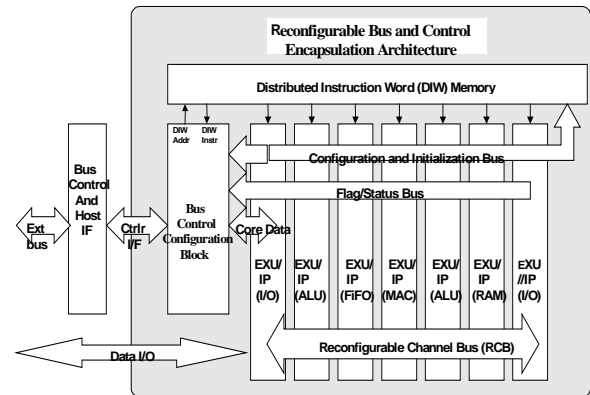 Reconfigurable Bus and Control
Encapsulation Architecture
Distributed Instruction Word (DIW) Memory
DIW
Addr
DIW
Instr
Configuration and Initialization Bus
Flag/Status Bus
Bus
Control
And
Host
IF
Bus
Control
Configuration
Block
Ext
bus
Ctrlr
I/F
Core Data
EXU/
IP
(I/O)
EXU/
IP
(ALU)
EXU/
IP
(FiFO)
EXU/
IP
(MAC)
EXU/
IP
(ALU)
EXU/
IP
(RAM)
EXU
//IP
(I/O)
Data I/O
Reconfigurable Channel Bus (RCB)